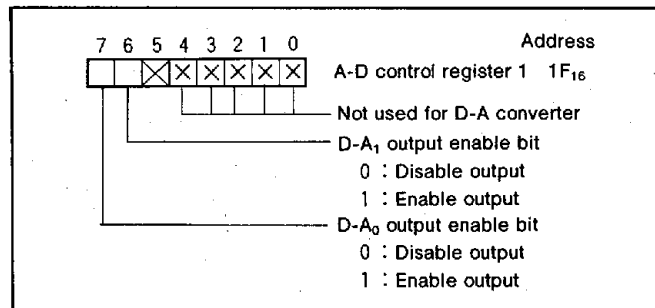 7 6 5 4 3 2 1 0 Address
A-D control register 1 1F₁₆
Not used for D-A converter
D-A₁ output enable bit
0 : Disable output
1 : Enable output
D-A₀ output enable bit
0 : Disable output
1 : Enable output